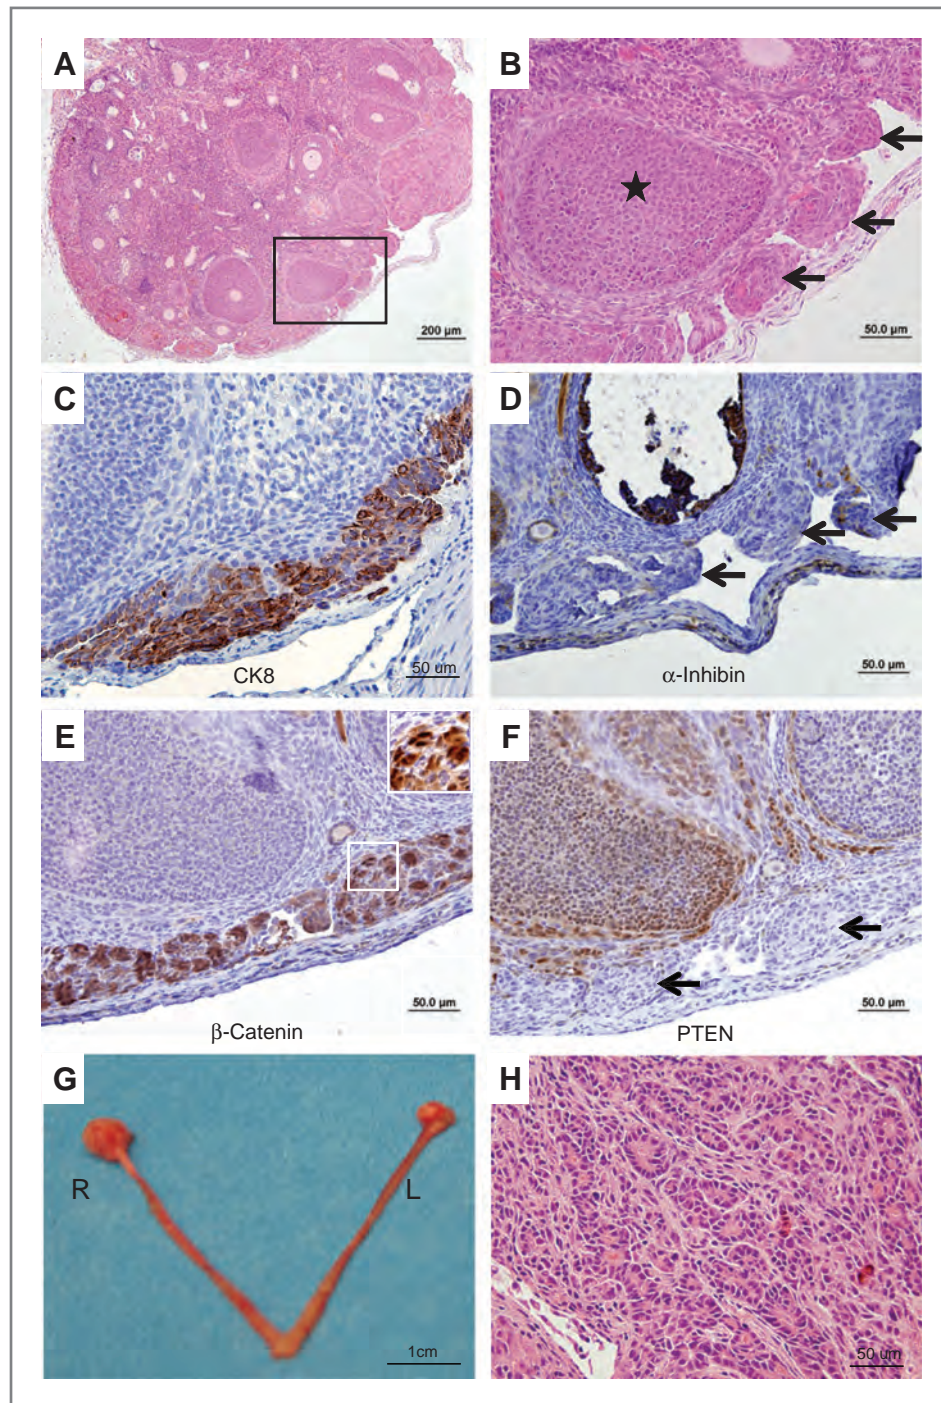 A
200 µm
B
50.0 µm
C
CK8
50 um
D
α-Inhibin
50.0 µm
E
β-Catenin
50.0 µm
F
PTEN
50.0 µm
G
R
L
1cm
H
50 um